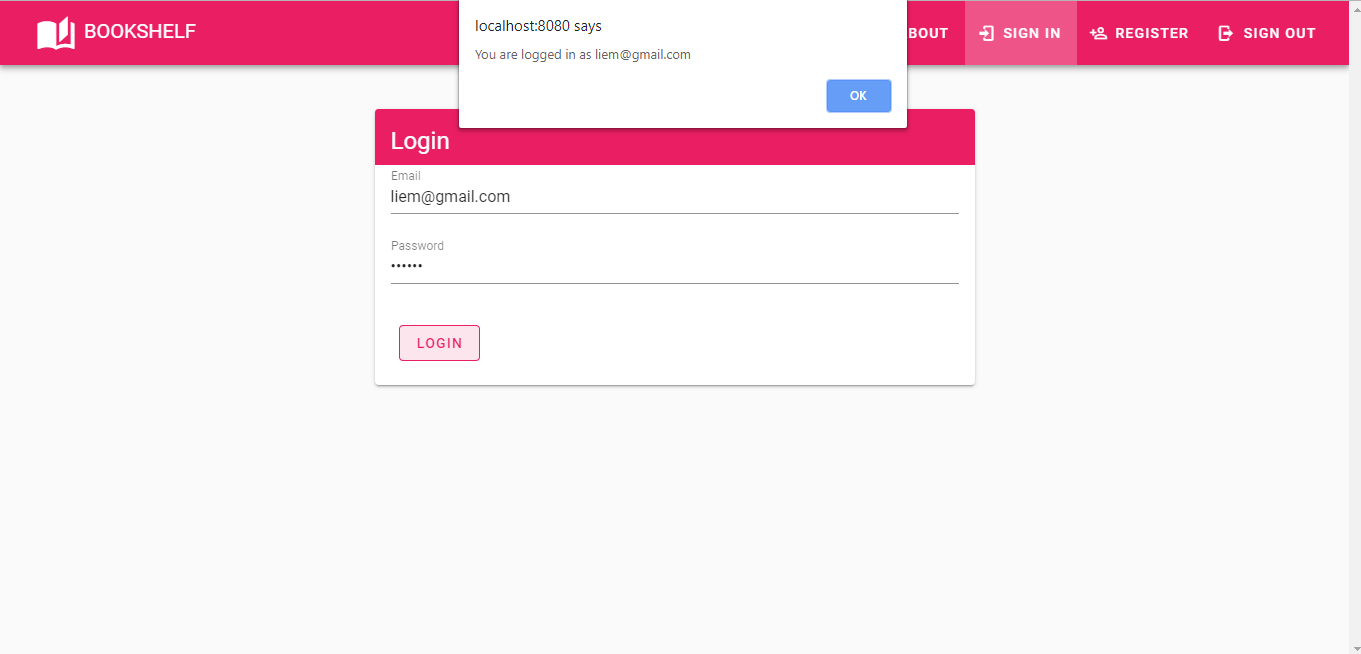 BOOKSHELF
localhost:8080 says
You are logged in as liem@gmail.com
OK
BOUT
SIGN IN
REGISTER
SIGN OUT
Login
Email
liem@gmail.com
Password
••••••
LOGIN